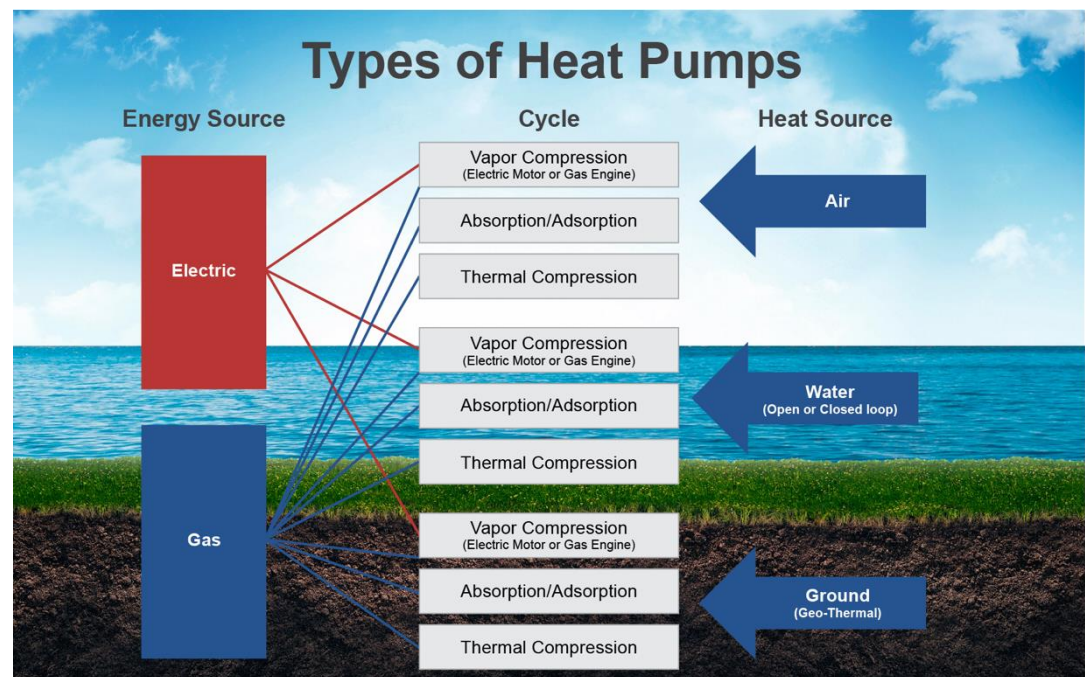 Types of Heat Pumps
Energy Source
Cycle
Heat Source
Electric
Gas
Vapor Compression
(Electric Motor or Gas Engine)
Absorption/Adsorption
Thermal Compression
Air
Vapor Compression
(Electric Motor or Gas Engine)
Absorption/Adsorption
Thermal Compression
Water
(Open or Closed loop)
Vapor Compression
(Electric Motor or Gas Engine)
Absorption/Adsorption
Thermal Compression
Ground
(Geo-Thermal)